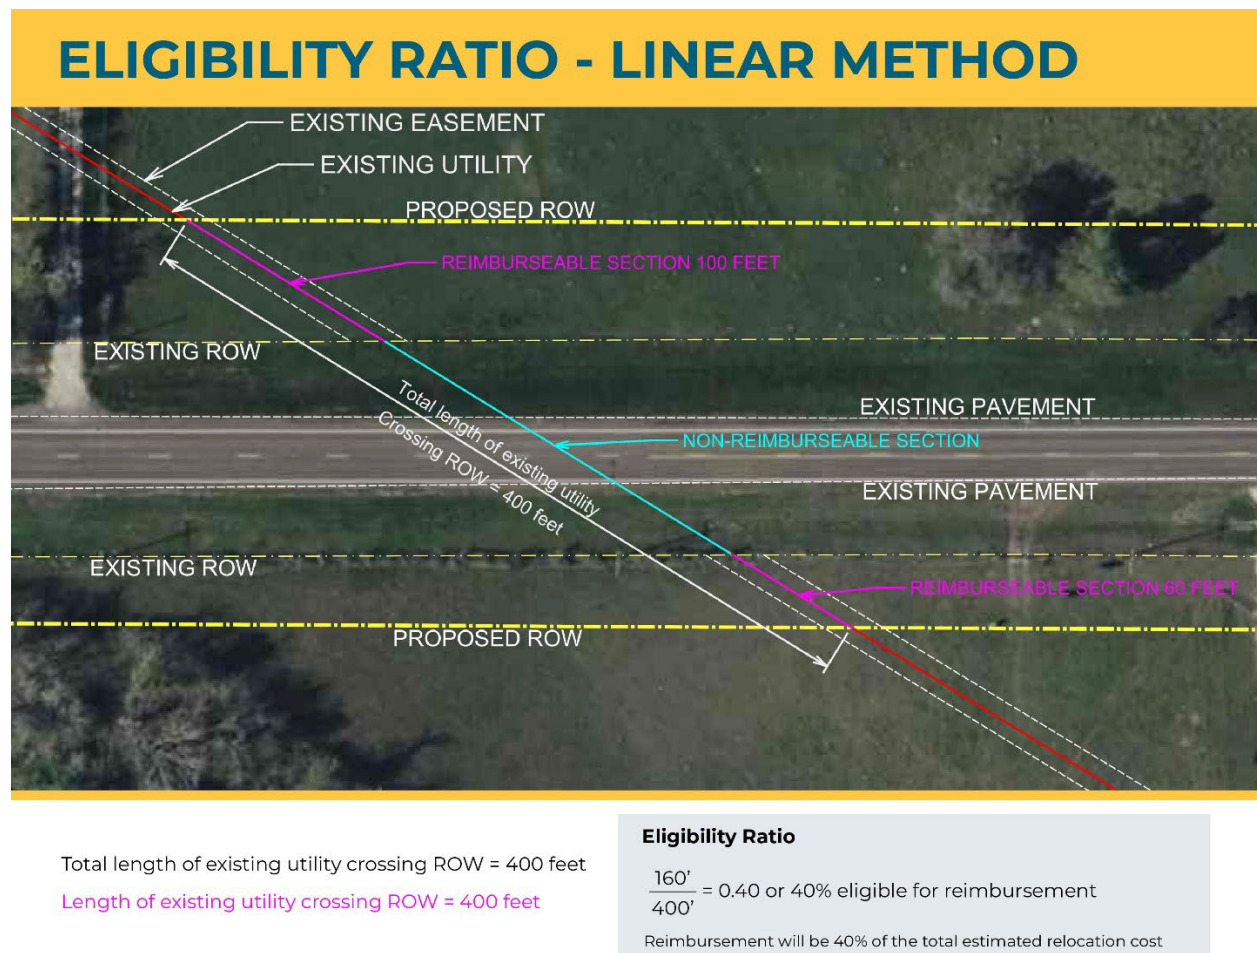 ELIGIBILITY RATIO - LINEAR METHOD
EXISTING EASEMENT
EXISTING UTILITY
PROPOSED ROW
REIMBURSEABLE SECTION 100 FEET
EXISTING ROW
Total length of existing utility
Crossing ROW = 400 feet
EXISTING PAVEMENT
NON-REIMBURSEABLE SECTION
EXISTING PAVEMENT
EXISTING ROW
REIMBURSEABLE SECTION 60 FEET
PROPOSED ROW
Total length of existing utility crossing ROW = 400 feet
Length of existing utility crossing ROW = 400 feet
Eligibility Ratio
160'
400' = 0.40 or 40% eligible for reimbursement
Reimbursement will be 40% of the total estimated relocation cost